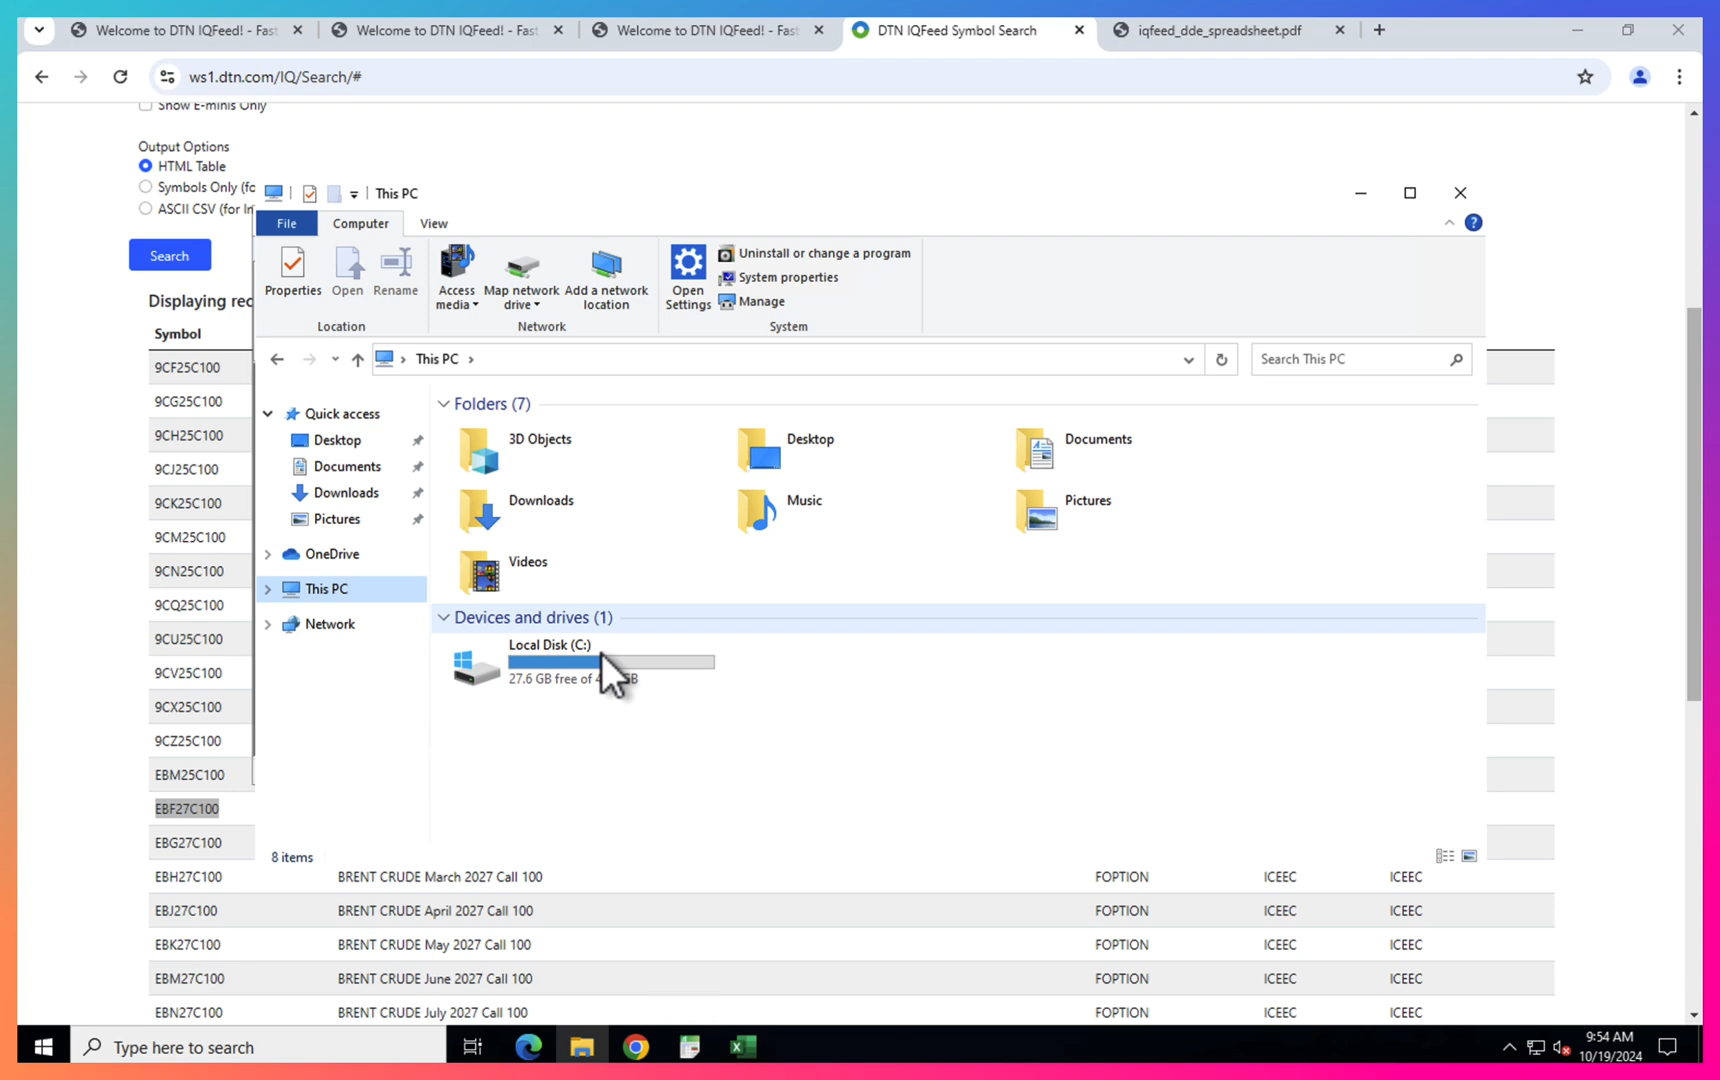 Welcome to DTN IQFeed! - Fast
Welcome to DTN IQFeed! - Fast
Welcome to DTN IQFeed! - Fast
DTN IQFeed Symbol Search
iqfeed_dde_spreadsheet.pdf
ws1.dtn.com/IQ/Search/#
Show E-minis Only
Output Options
HTML Table
Symbols Only (fo
ASCII CSV (for In
Search
Displaying rec
Symbol
9CF25C100
9CG25C100
9CH25C100
9CJ25C100
9CK25C100
9CM25C100
9CN25C100
9CQ25C100
9CU25C100
9CV25C100
9CX25C100
9CZ25C100
EBM25C100
EBF27C100
EBG27C100
This PC
File Computer View
Properties Open Rename
Location
Access media
Map network drive
Add a network location
Network
Open Settings
Uninstall or change a program
System properties
Manage
System
This PC
Search This PC
Quick access
Desktop
Documents
Downloads
Pictures
OneDrive
This PC
Network
Folders (7)
3D Objects Desktop Documents
Downloads Music Pictures
Videos
Devices and drives (1)
Local Disk (C:)
27.6 GB free of
8 items
EBH27C100 BRENT CRUDE March 2027 Call 100 FOPTION ICEEC ICEEC
EBJ27C100 BRENT CRUDE April 2027 Call 100 FOPTION ICEEC ICEEC
EBK27C100 BRENT CRUDE May 2027 Call 100 FOPTION ICEEC ICEEC
EBM27C100 BRENT CRUDE June 2027 Call 100 FOPTION ICEEC ICEEC
EBN27C100 BRENT CRUDE July 2027 Call 100 FOPTION ICEEC ICEEC
Type here to search
9:54 AM
10/19/2024